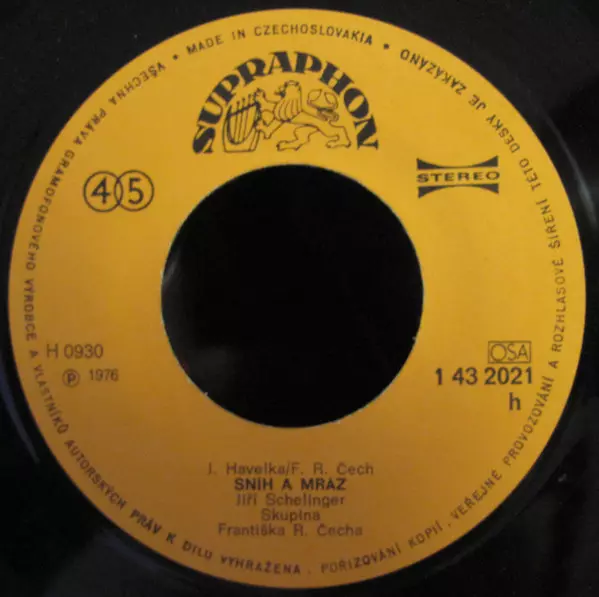 • MADE IN CZECHOSLOVAKIA • VŠECHNA PRÁVA GRAMOFONOVÉHO VÝROBCE A VLASTNÍKŮ AUTORSKÝCH PRÁV K DÍLU VYHRAŽENA. POŘIZOVÁNÍ KOPIÍ, VEŘEJNÉ PROVOZOVÁNÍ A ROZHLASOVÉ ŠÍŘENÍ TÉTO DESKY JE ZAKÁZÁNO
SUPRAPHON
45
STEREO
H 0930
OSA
℗ 1976
1 43 2021
h
J. Havelka/F. R. Čech
SNÍH A MRÁZ
Jiří Schelinger
Skupina
Františka R. Čecha